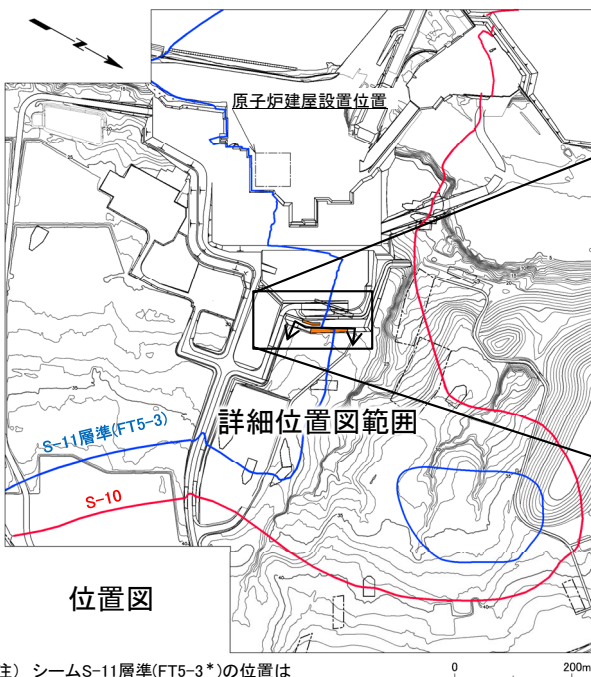 N
原子炉建屋設置位置
詳細位置図範囲
S-11層準(FT5-3)
S-10
位置図
注) シームS-11層準(FT5-3*)の位置は
0 200m